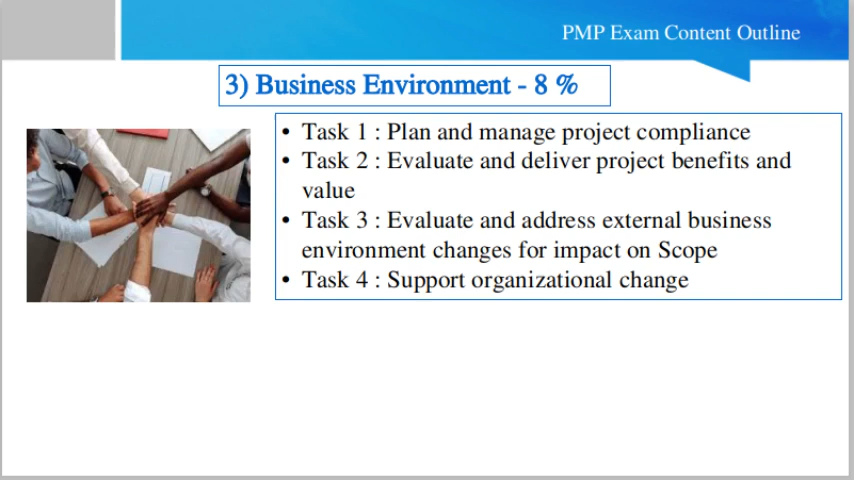 PMP Exam Content Outline
3) Business Environment - 8 %
• Task 1 : Plan and manage project compliance
• Task 2 : Evaluate and deliver project benefits and
value
• Task 3 : Evaluate and address external business
environment changes for impact on Scope
• Task 4 : Support organizational change